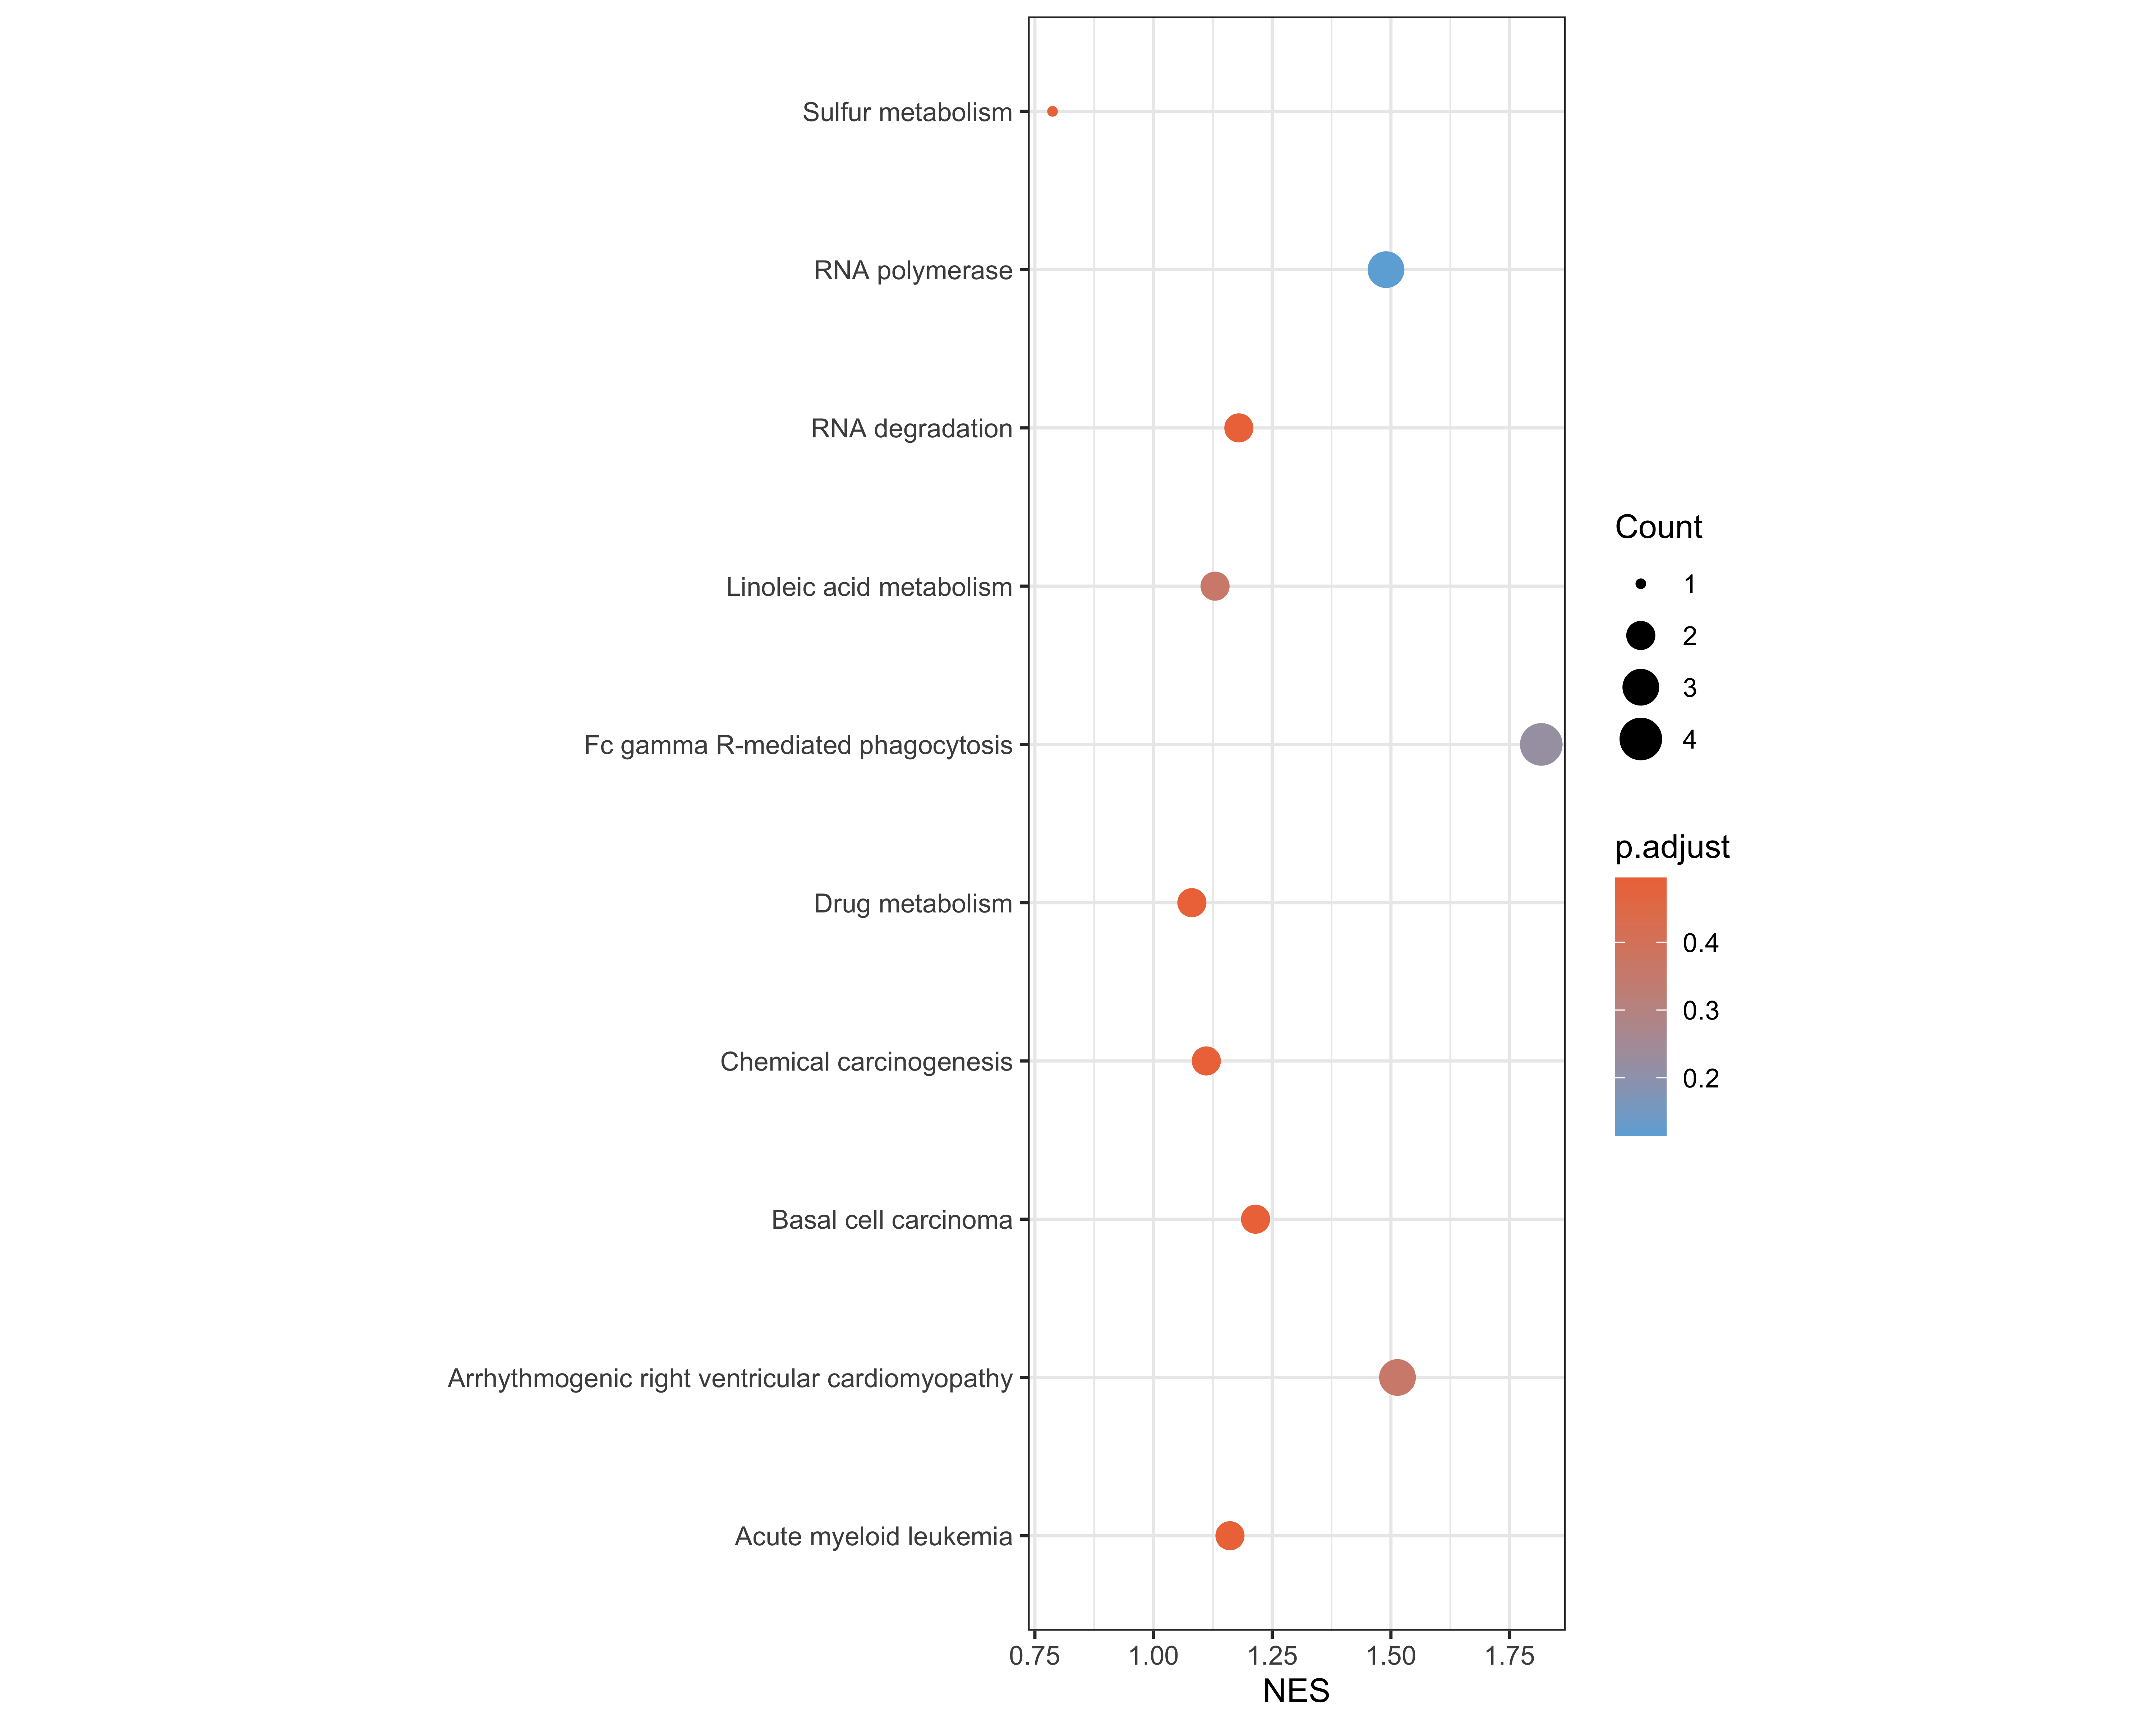 Sulfur metabolism
RNA polymerase
RNA degradation
Linoleic acid metabolism
Fc gamma R-mediated phagocytosis
Drug metabolism
Chemical carcinogenesis
Basal cell carcinoma
Arrhythmogenic right ventricular cardiomyopathy
Acute myeloid leukemia
0.75 1.00 1.25 1.50 1.75
NES
Count
1
2
3
4
p.adjust
0.4
0.3
0.2